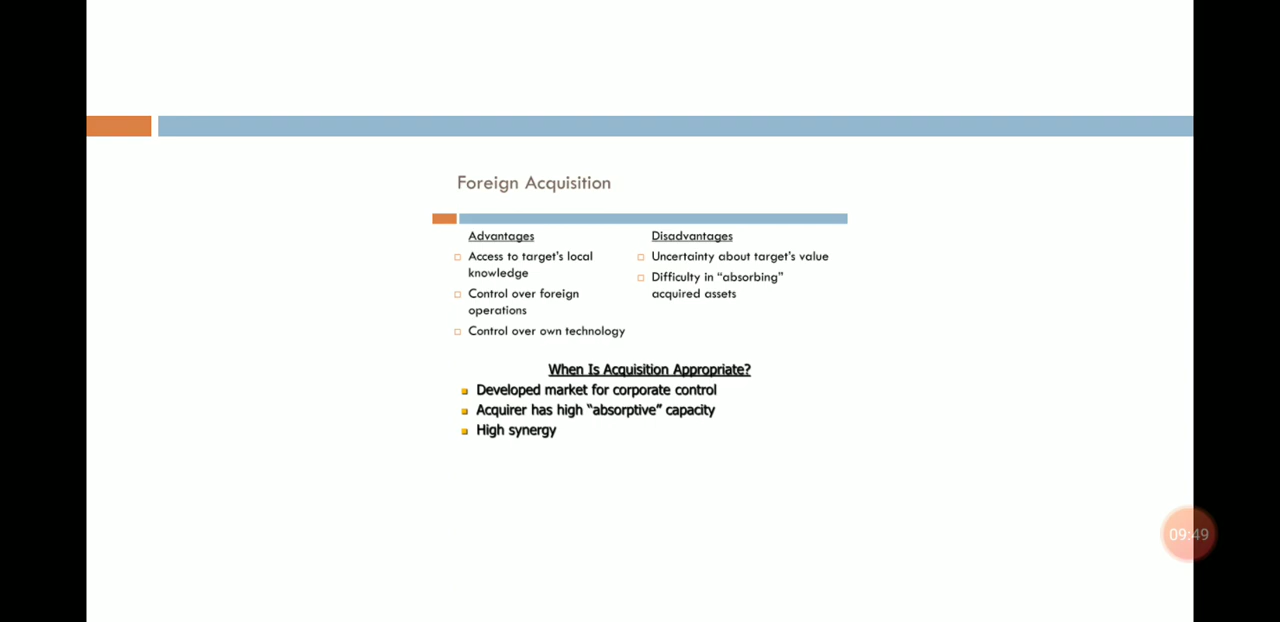 Foreign Acquisition
Advantages
Access to target's local
knowledge
Control over foreign
operations
Control over own technology
Disadvantages
Uncertainty about target's value
Difficulty in “absorbing”
acquired assets
When Is Acquisition Appropriate?
Developed market for corporate control
Acquirer has high “absorptive” capacity
High synergy
09:49